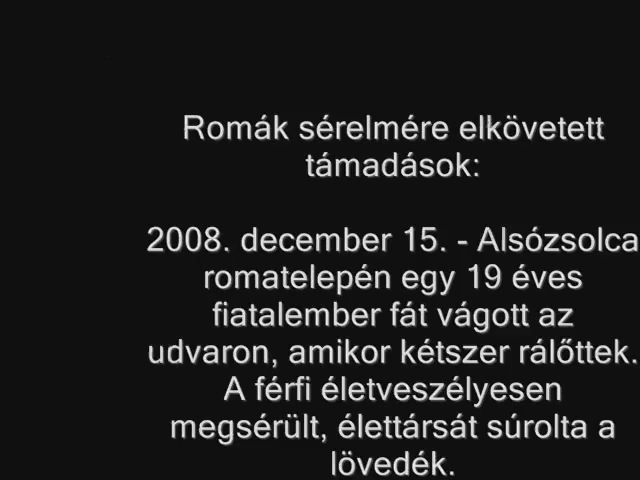 Romák sérelmére elkövetett
támadások:
2008. december 15. - Alsózsolca
romatelepén egy 19 éves
fiatalember fát vágott az
udvaron, amikor kétszer rálőttek.
A férfi életveszélyesen
megsérült, élettársát súrolta a
lövedék.